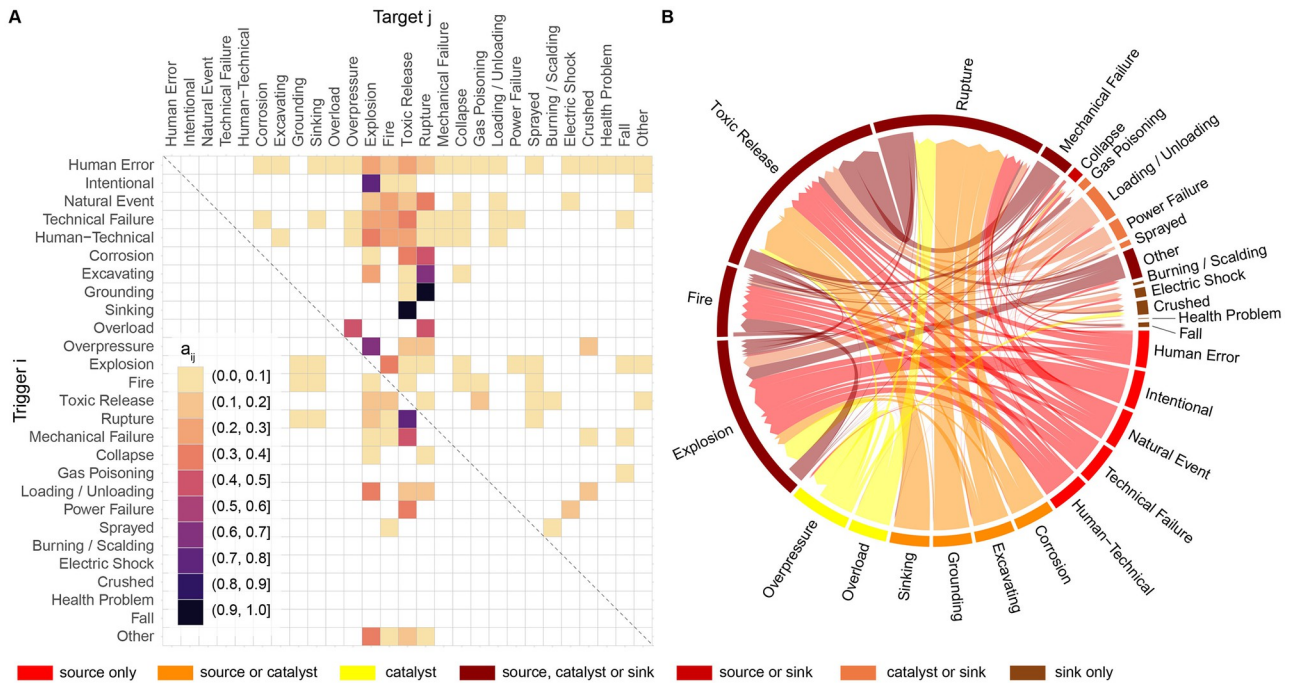 A
Target j
Human Error
Intentional
Natural Event
Technical Failure
Human−Technical
Corrosion
Excavating
Grounding
Sinking
Overload
Overpressure
Explosion
Fire
Toxic Release
Rupture
Mechanical Failure
Collapse
Gas Poisoning
Loading / Unloading
Power Failure
Sprayed
Burning / Scalding
Electric Shock
Crushed
Health Problem
Fall
Other
Trigger i
Human Error
Intentional
Natural Event
Technical Failure
Human−Technical
Corrosion
Excavating
Grounding
Sinking
Overload
Overpressure
Explosion
Fire
Toxic Release
Rupture
Mechanical Failure
Collapse
Gas Poisoning
Loading / Unloading
Power Failure
Sprayed
Burning / Scalding
Electric Shock
Crushed
Health Problem
Fall
Other
aij
(0.0, 0.1]
(0.1, 0.2]
(0.2, 0.3]
(0.3, 0.4]
(0.4, 0.5]
(0.5, 0.6]
(0.6, 0.7]
(0.7, 0.8]
(0.8, 0.9]
(0.9, 1.0]
B
Rupture
Mechanical Failure
Collapse
Gas Poisoning
Loading / Unloading
Power Failure
Sprayed
Other
Burning / Scalding
Electric Shock
Crushed
Health Problem
Fall
Human Error
Intentional
Natural Event
Technical Failure
Human−Technical
Corrosion
Excavating
Grounding
Sinking
Overload
Overpressure
Explosion
Fire
Toxic Release
source only
source or catalyst
catalyst
source, catalyst or sink
source or sink
catalyst or sink
sink only